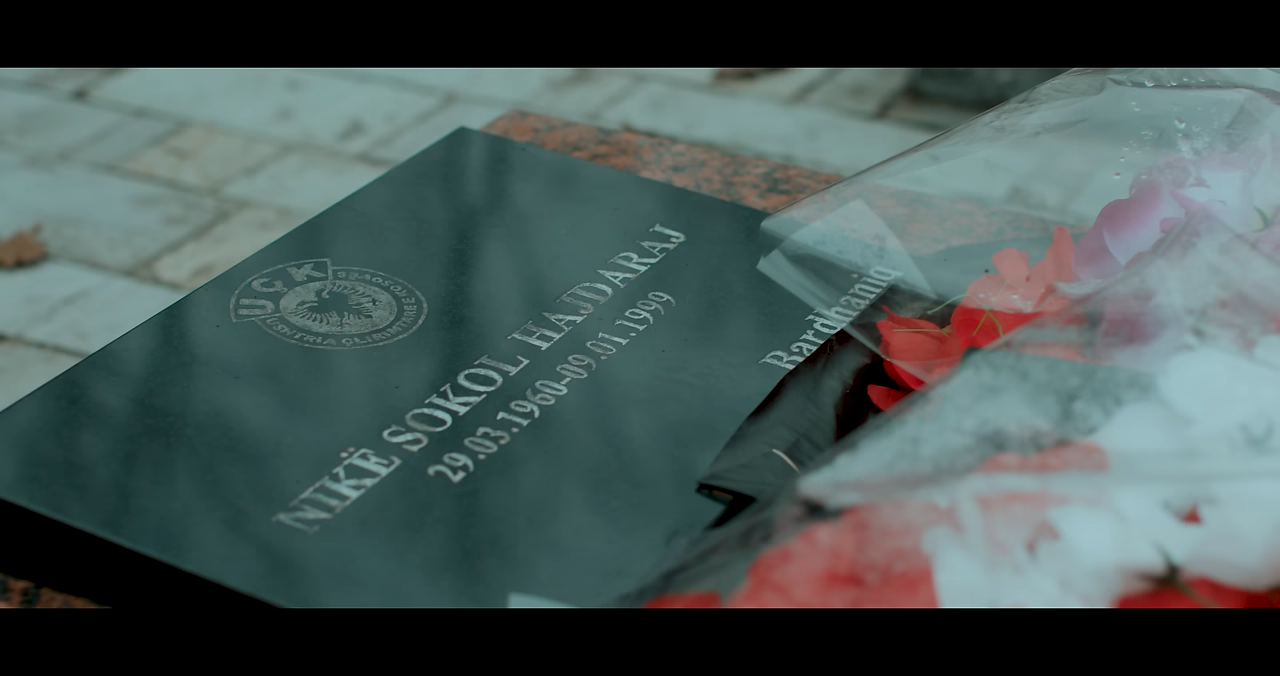 UÇK
USHTRIA ÇLIRIMTARE E KOSOVËS
NIKË SOKOL HAJDARAJ
29.03.1960-09.01.1999
Bardhaniq